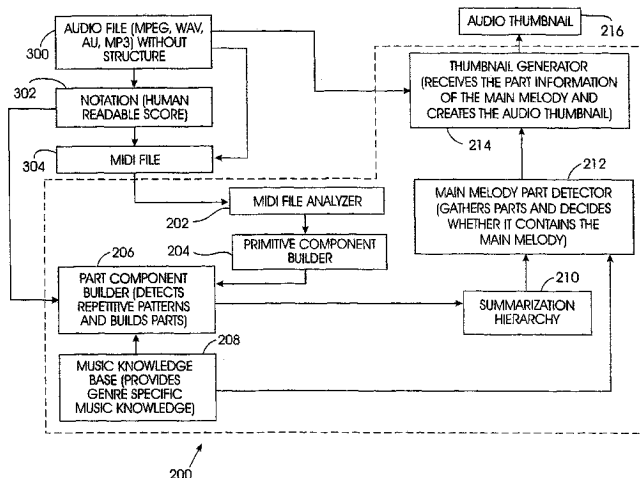 AUDIO FILE (MPEG, WAV,
AU, MP3) WITHOUT
STRUCTURE
300
AUDIO THUMBNAIL
216
302
NOTATION (HUMAN
READABLE SCORE)
THUMBNAIL GENERATOR
(RECEIVES THE PART INFORMATION
OF THE MAIN MELODY AND
CREATES THE AUDIO THUMBNAIL)
214
MIDI FILE
304
212
MIDI FILE ANALYZER
202
MAIN MELODY PART DETECTOR
(GATHERS PARTS AND DECIDES
WHETHER IT CONTAINS THE
MAIN MELODY)
204
PRIMITIVE COMPONENT
BUILDER
206
PART COMPONENT
BUILDER (DETECTS
REPETITIVE PATTERNS
AND BUILDS PARTS)
210
SUMMARIZATION
HIERARCHY
208
MUSIC KNOWLEDGE
BASE (PROVIDES
GENRE SPECIFIC
MUSIC KNOWLEDGE)
200